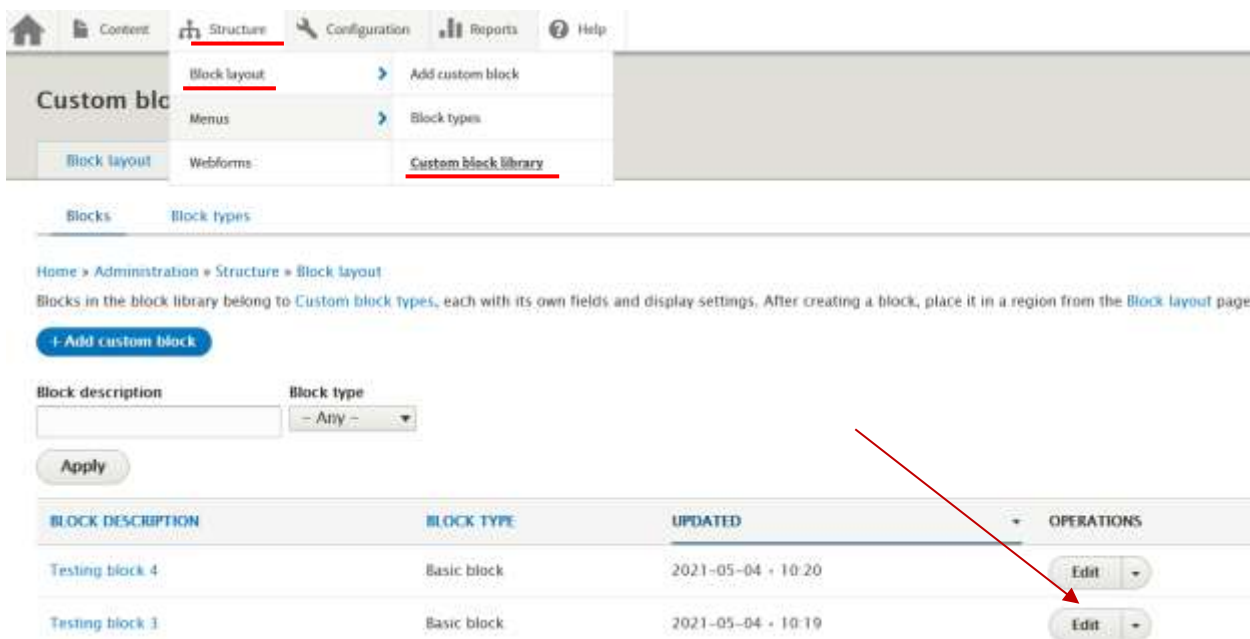 Content Structure Configuration Reports Help
Block layout Add custom block
Custom blo
Menus Block types
Block layout Webforms Custom block library
Blocks Block types
Home » Administration » Structure » Block layout
Blocks in the block library belong to Custom block types, each with its own fields and display settings. After creating a block, place it in a region from the Block layout page
+ Add custom block
Block description Block type
– Any –
Apply
BLOCK DESCRIPTION BLOCK TYPE UPDATED OPERATIONS
Testing block 4 Basic block 2021-05-04 - 10:20 Edit
Testing block 3 Basic block 2021-05-04 - 10:19 Edit